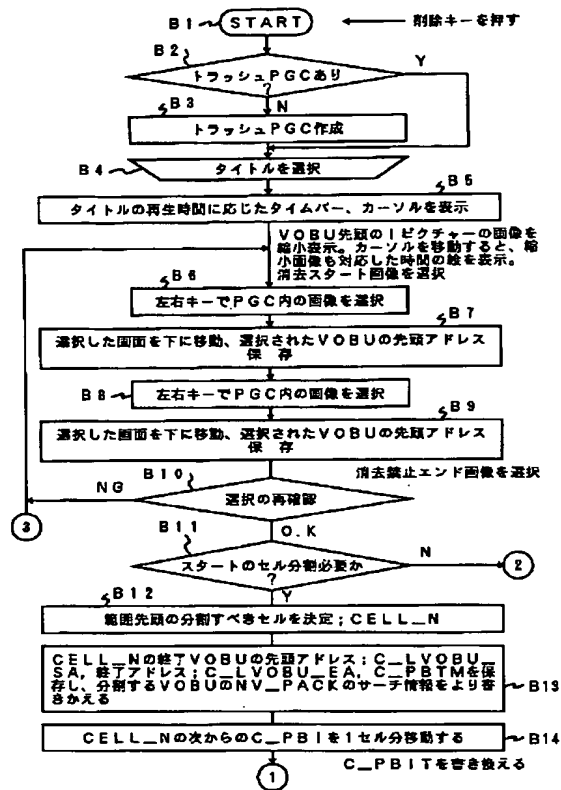 B1
START
削除キーを押す
B2
トラッシュPGCあり
?
Y
N
B3
トラッシュPGC作成
B4
タイトルを選択
B5
タイトルの再生時間に応じたタイムバー、カーソルを表示
VOBU先頭のIピクチャーの画像を
縮小表示。カーソルを移動すると、縮
小画像も対応した時間の絵を表示。
消去スタート画像を選択
B6
左右キーでPGC内の画像を選択
B7
選択した画面を下に移動、選択されたVOBUの先頭アドレス
保 存
B8
左右キーでPGC内の画像を選択
B9
選択した画面を下に移動、選択されたVOBUの先頭アドレス
保 存
消去禁止エンド画像を選択
B10
NG
選択の再確認
3
O.K
B11
スタートのセル分割必要か
?
N
2
Y
B12
範囲先頭の分割すべきセルを決定;CELL_N
CELL_Nの終了VOBUの先頭アドレス;C_LVOBU_
SA,終了アドレス;C_LVOBU_EA,C_PBTMを保
存し、分割するVOBUのNV_PACKのサーチ情報をより書
きかえる
B13
CELL_Nの次からのC_PBIを1セル分移動する
B14
C_PBITを書き換える
1